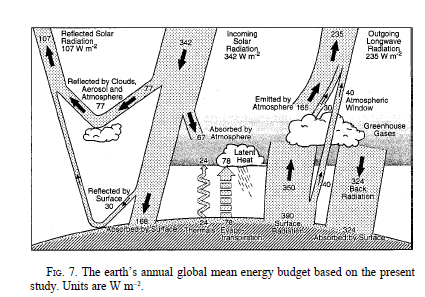 107
Reflected Solar
Radiation
107 W m⁻²
342
Incoming
Solar
Radiation
342 W m⁻²
235
Outgoing
Longwave
Radiation
235 W m⁻²
Reflected by Clouds,
Aerosol and
Atmosphere
77
77
67
Absorbed by
Atmosphere
Emitted by
Atmosphere
165
30
40
Atmospheric
Window
Greenhouse
Gases
Latent
Heat
24
78
350
40
324
Back
Radiation
Reflected by
Surface
30
168
Absorbed by Surface
24
Thermals
78
Evapo-
transpiration
390
Surface
Radiation
324
Absorbed by Surface
FIG. 7. The earth's annual global mean energy budget based on the present
study. Units are W m⁻².